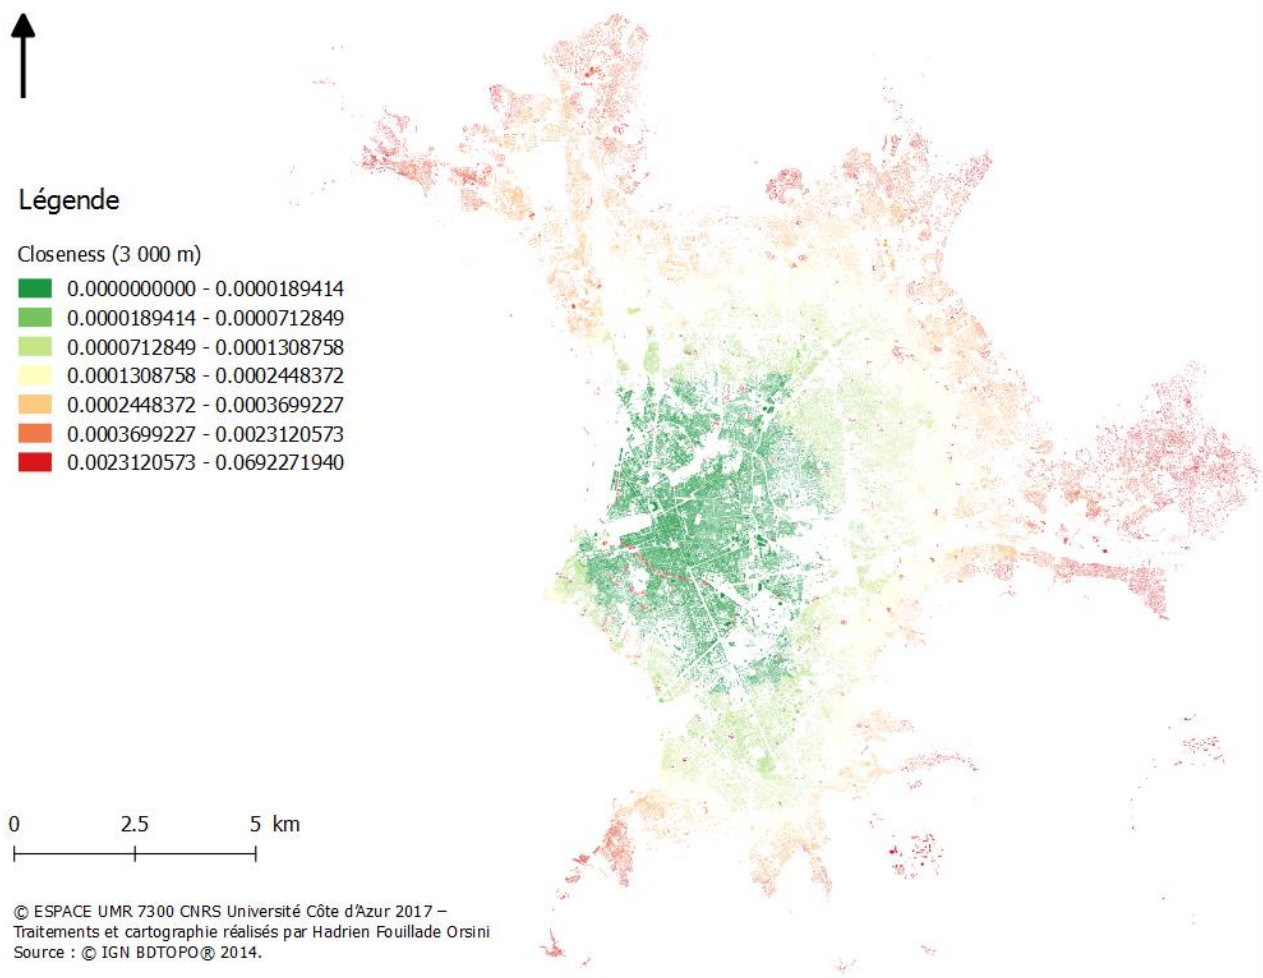 Légende
Closeness (3 000 m)
0.0000000000 - 0.0000189414
0.0000189414 - 0.0000712849
0.0000712849 - 0.0001308758
0.0001308758 - 0.0002448372
0.0002448372 - 0.0003699227
0.0003699227 - 0.0023120573
0.0023120573 - 0.0692271940
0 2.5 5 km
© ESPACE UMR 7300 CNRS Université Côte d'Azur 2017 –
Traitements et cartographie réalisés par Hadrien Fouillade Orsini
Source : © IGN BDTOPO® 2014.